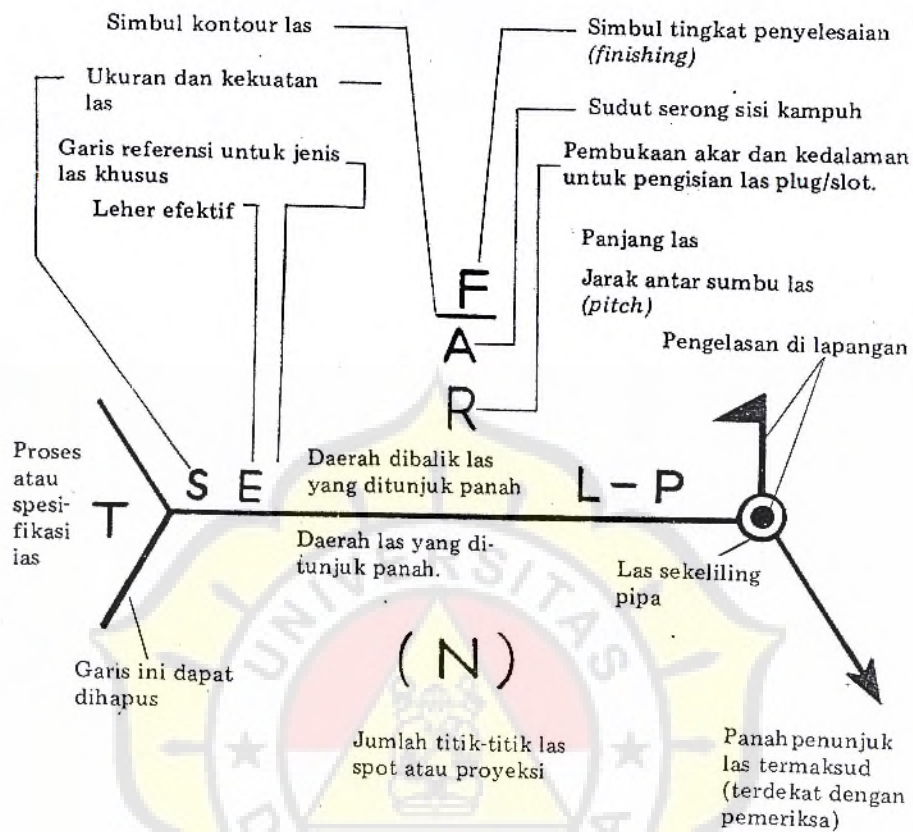 Simbul kontour las
Simbul tingkat penyelesaian
(finishing)
Ukuran dan kekuatan
las
Sudut serong sisi kampuh
Garis referensi untuk jenis
las khusus
Pembukaan akar dan kedalaman
untuk pengisian las plug/slot.
Leher efektif
Panjang las
F
Jarak antar sumbu las
(pitch)
A
Pengelasan di lapangan
R
Proses
atau
spesi-
fikasi
ias
T
S E
Daerah dibalik las
yang ditunjuk panah
L-P
Daerah las yang di-
tunjuk panah.
Las sekeliling
pipa
(N)
Garis ini dapat
dihapus
Jumlah titik-titik las
spot atau proyeksi
Panah penunjuk
las termaksud
(terdekat dengan
pemeriksa)
UNIVERSITAS